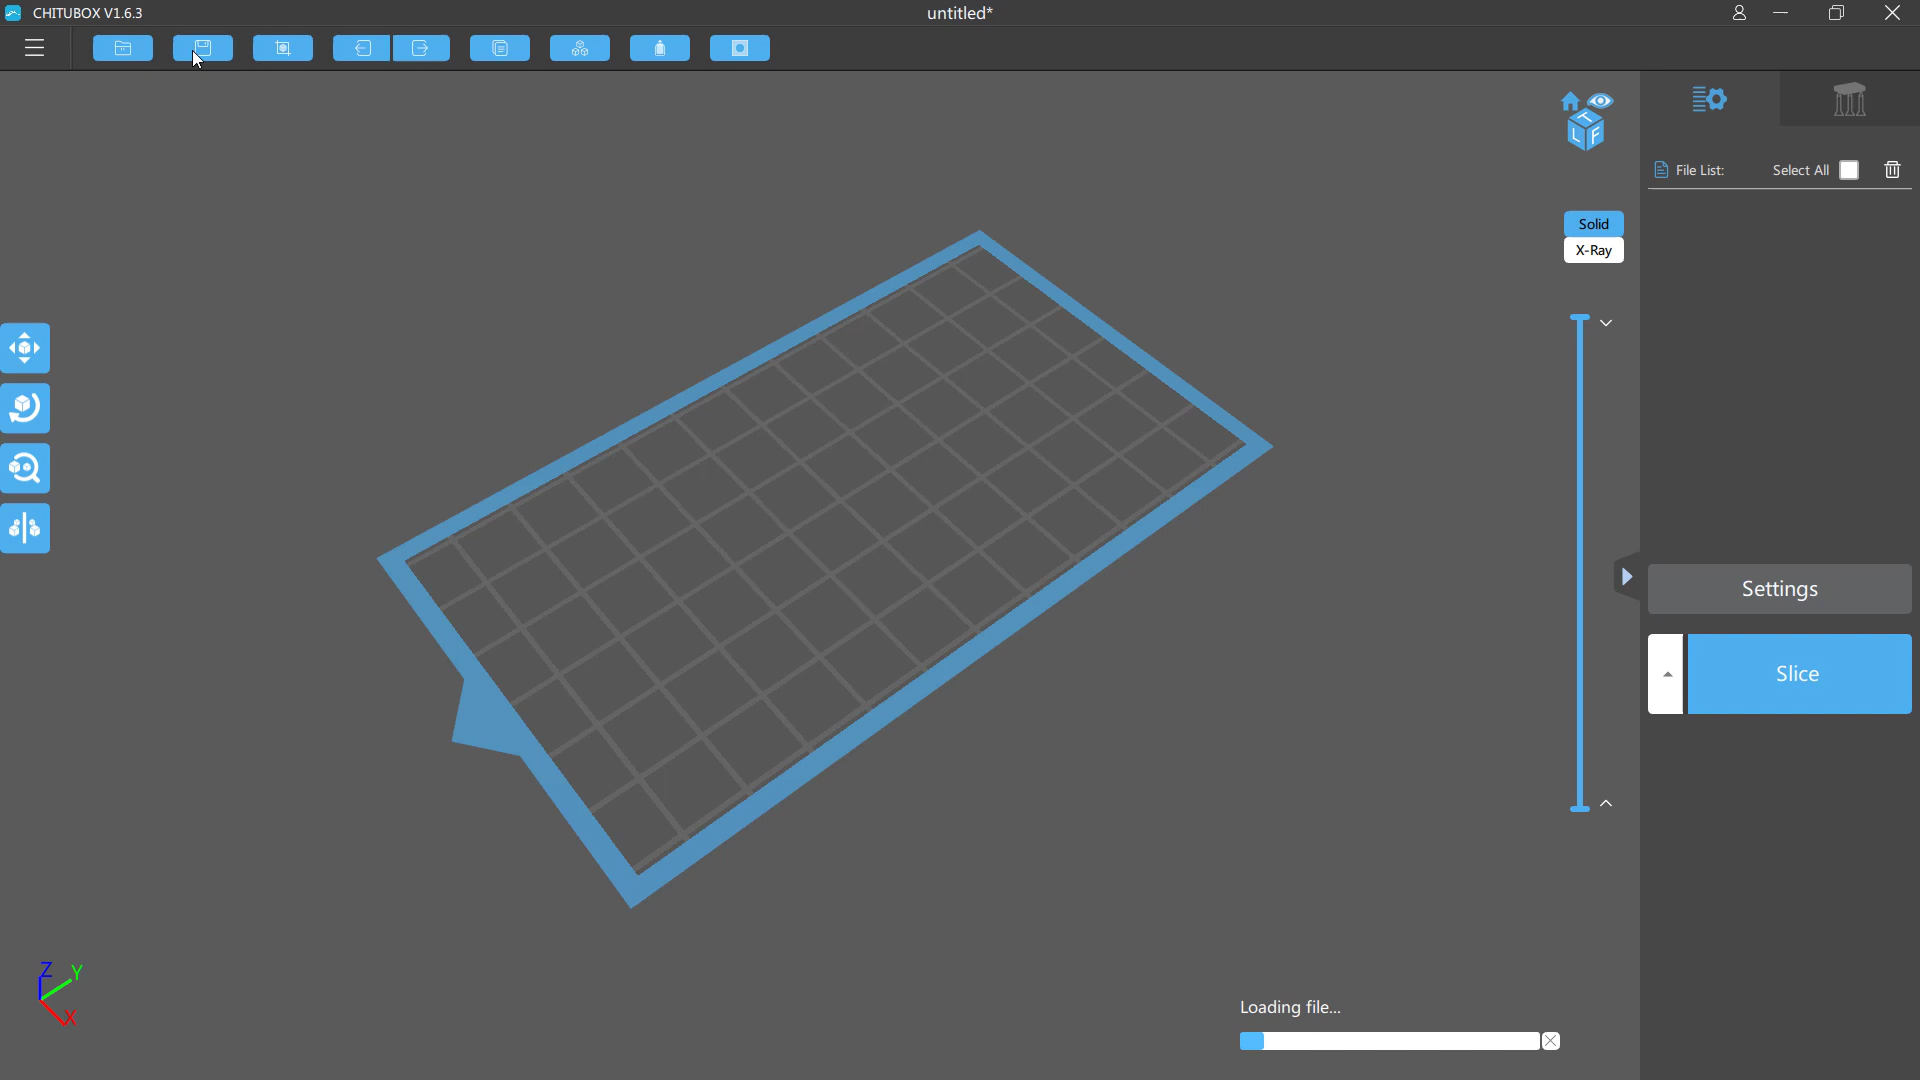 CHITUBOX V1.6.3
untitled*
T
L F
File List:
Select All
Solid
X-Ray
Settings
Slice
Z
Y
X
Loading file...